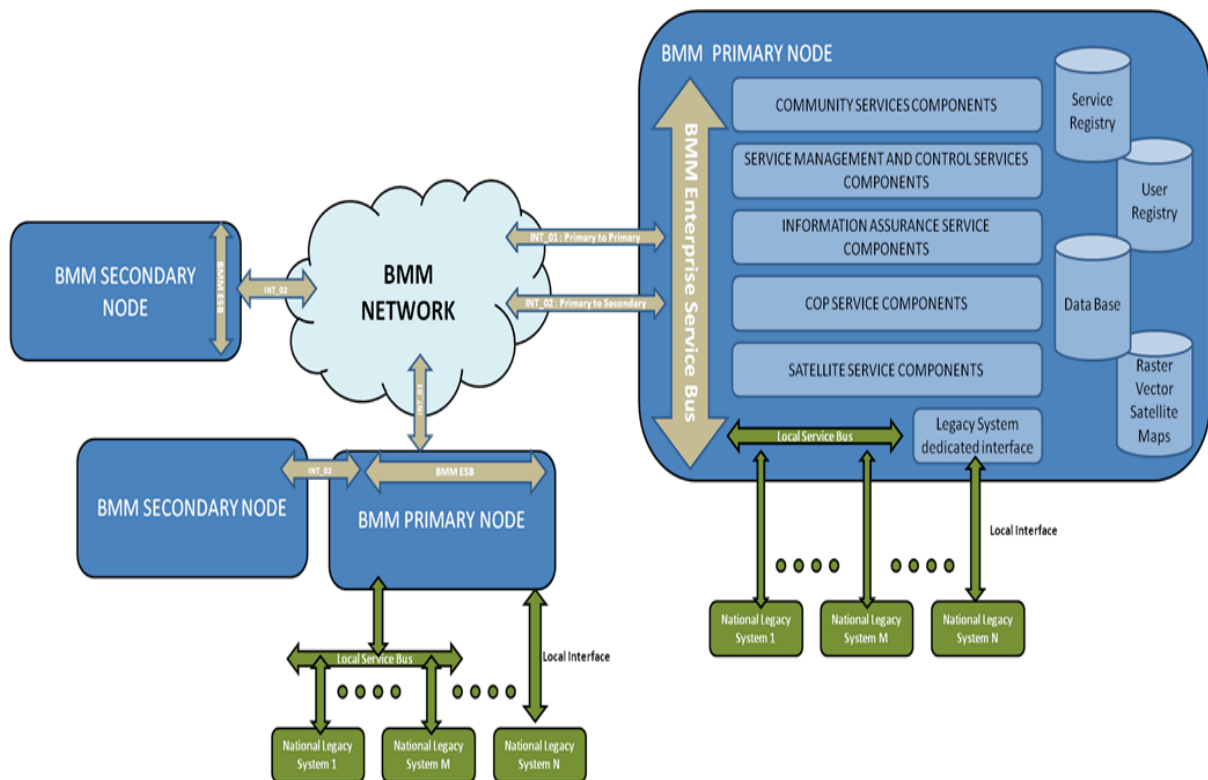 BMM PRIMARY NODE
BMM Enterprise Service Bus
COMMUNITY SERVICES COMPONENTS
SERVICE MANAGEMENT AND CONTROL SERVICES
COMPONENTS
INFORMATION ASSURANCE SERVICE
COMPONENTS
COP SERVICE COMPONENTS
SATELLITE SERVICE COMPONENTS
Local Service Bus
Legacy System
dedicated interface
Service
Registry
User
Registry
Data Base
Raster
Vector
Satellite
Maps
Local Interface
National Legacy
System 1
National Legacy
System M
National Legacy
System N
INT_01 : Primary to Primary
INT_02 : Primary to Secondary
BMM
NETWORK
BMM SECONDARY
NODE
BMM ESB
INT_02
BMM SECONDARY NODE
INT_02
BMM ESB
BMM PRIMARY NODE
Local Service Bus
Local Interface
National Legacy
System 1
National Legacy
System M
National Legacy
System N